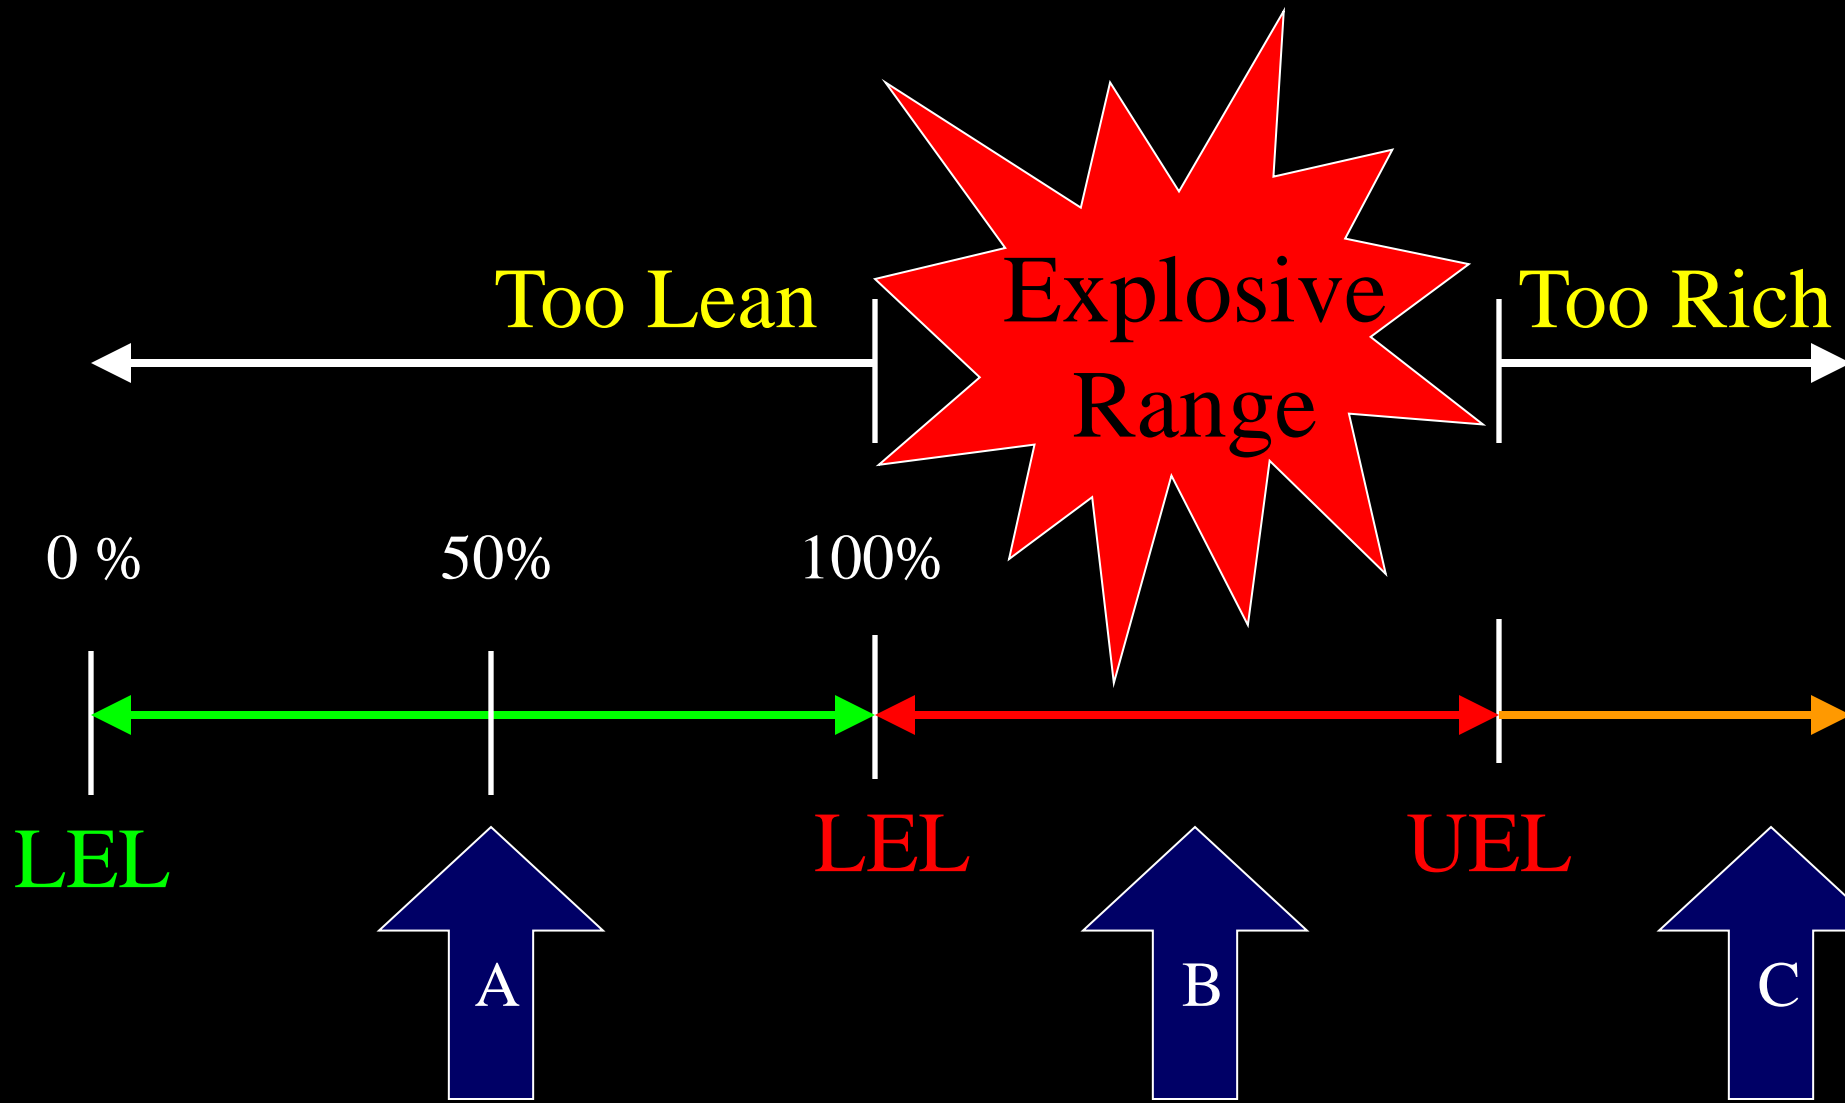 Explosive
Too Lean
Too Rich
Range
0 %
50%
100%
LEL
LEL
UEL
A
B
C